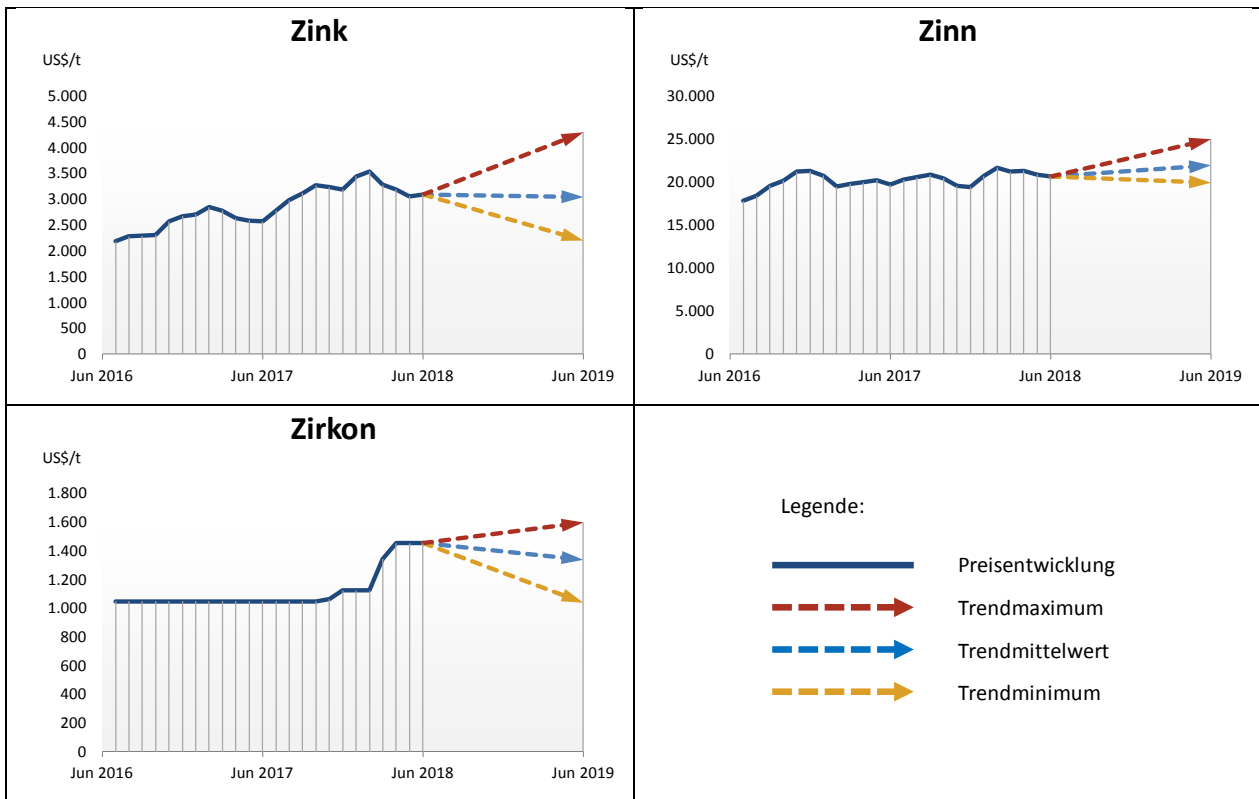 Zink
US$/t
5.000
4.500
4.000
3.500
3.000
2.500
2.000
1.500
1.000
500
0
Jun 2016 Jun 2017 Jun 2018 Jun 2019
Zinn
US$/t
30.000
25.000
20.000
15.000
10.000
5.000
0
Jun 2016 Jun 2017 Jun 2018 Jun 2019
Zirkon
US$/t
1.800
1.600
1.400
1.200
1.000
800
600
400
200
0
Jun 2016 Jun 2017 Jun 2018 Jun 2019
Legende:
Preisentwicklung
Trendmaximum
Trendmittelwert
Trendminimum